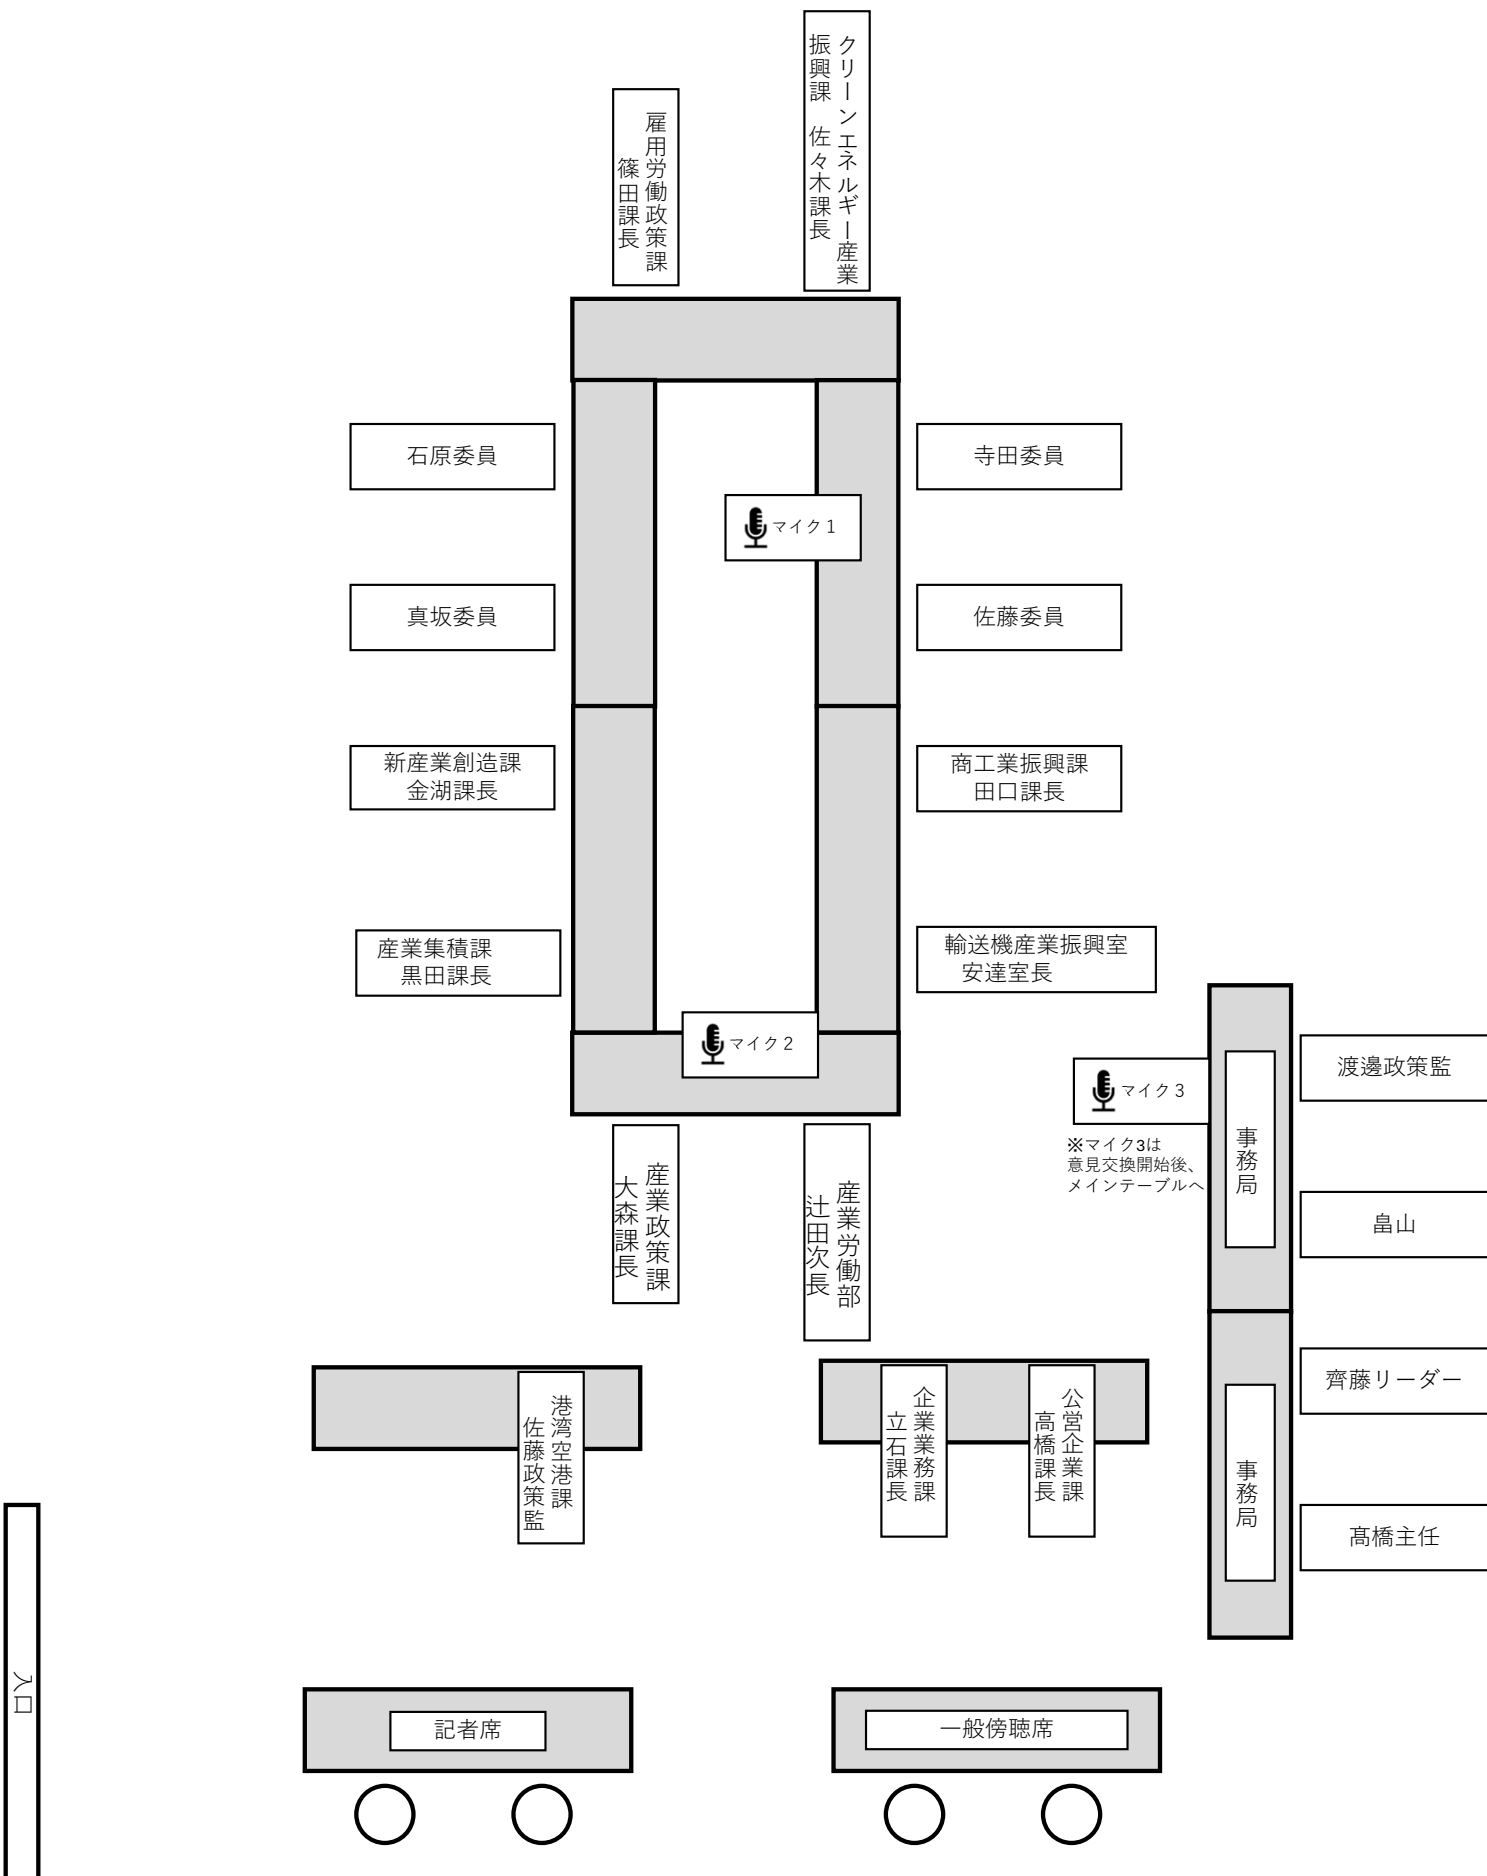 クリーンエネルギー産業
振興課 佐々木課長
雇用労働政策課
篠田課長
石原委員
寺田委員
マイク１
真坂委員
佐藤委員
新産業創造課
金湖課長
商工業振興課
田口課長
産業集積課
黒田課長
輸送機産業振興室
安達室長
マイク２
マイク３
※マイク3は
意見交換開始後、
メインテーブルへ
事務局
渡邊政策監
畠山
産業政策課
大森課長
産業労働部
辻田次長
齊藤リーダー
事務局
髙橋主任
港湾空港課
佐藤政策監
企業業務課
立石課長
公営企業課
高橋課長
入口
記者席
一般傍聴席